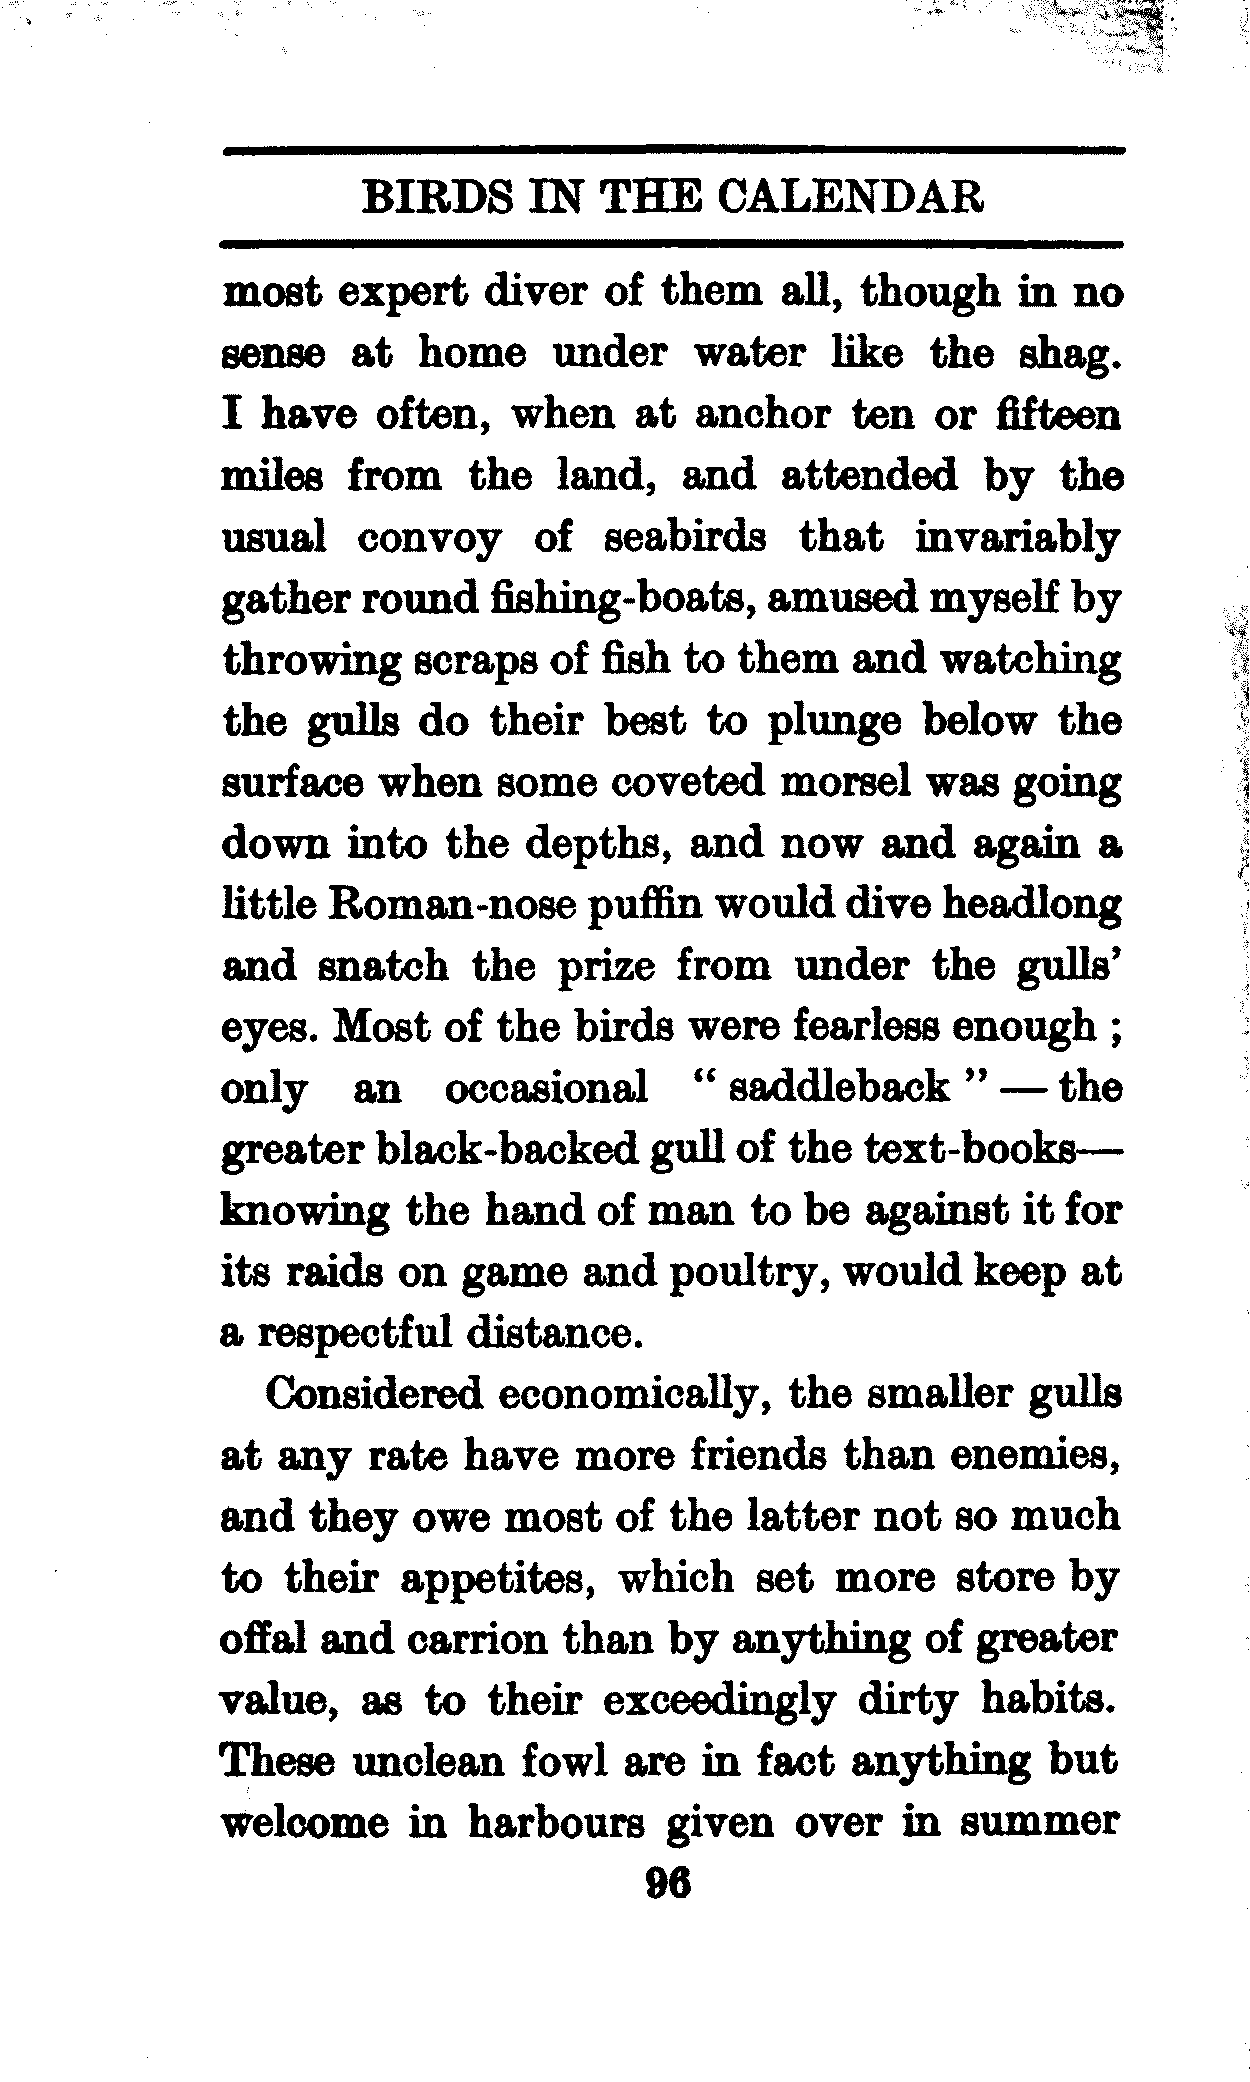 BIRDS IN THE CALENDAR
most expert diver of them all, though in no
sense at home under water like the shag.
I have often, when at anchor ten or fifteen
miles from the land, and attended by the
usual convoy of seabirds that invariably
gather round fishing-boats, amused myself by
throwing scraps of fish to them and watching
the gulls do their best to plunge below the
surface when some coveted morsel was going
down into the depths, and now and again a
little Roman-nose puffin would dive headlong
and snatch the prize from under the gulls'
eyes. Most of the birds were fearless enough ;
only an occasional “ saddleback ” — the
greater black-backed gull of the text-books—
knowing the hand of man to be against it for
its raids on game and poultry, would keep at
a respectful distance.
Considered economically, the smaller gulls
at any rate have more friends than enemies,
and they owe most of the latter not so much
to their appetites, which set more store by
offal and carrion than by anything of greater
value, as to their exceedingly dirty habits.
These unclean fowl are in fact anything but
welcome in harbours given over in summer
96